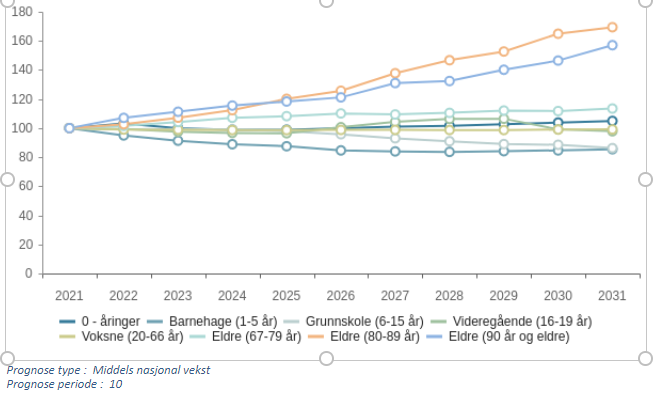 180
160
140
120
100
80
60
40
20
0
2021 2022 2023 2024 2025 2026 2027 2028 2029 2030 2031
0 - åringer Barnehage (1-5 år) Grunnskole (6-15 år) Videregående (16-19 år)
Voksne (20-66 år) Eldre (67-79 år) Eldre (80-89 år) Eldre (90 år og eldre)
Prognose type : Middels nasjonal vekst
Prognose periode : 10